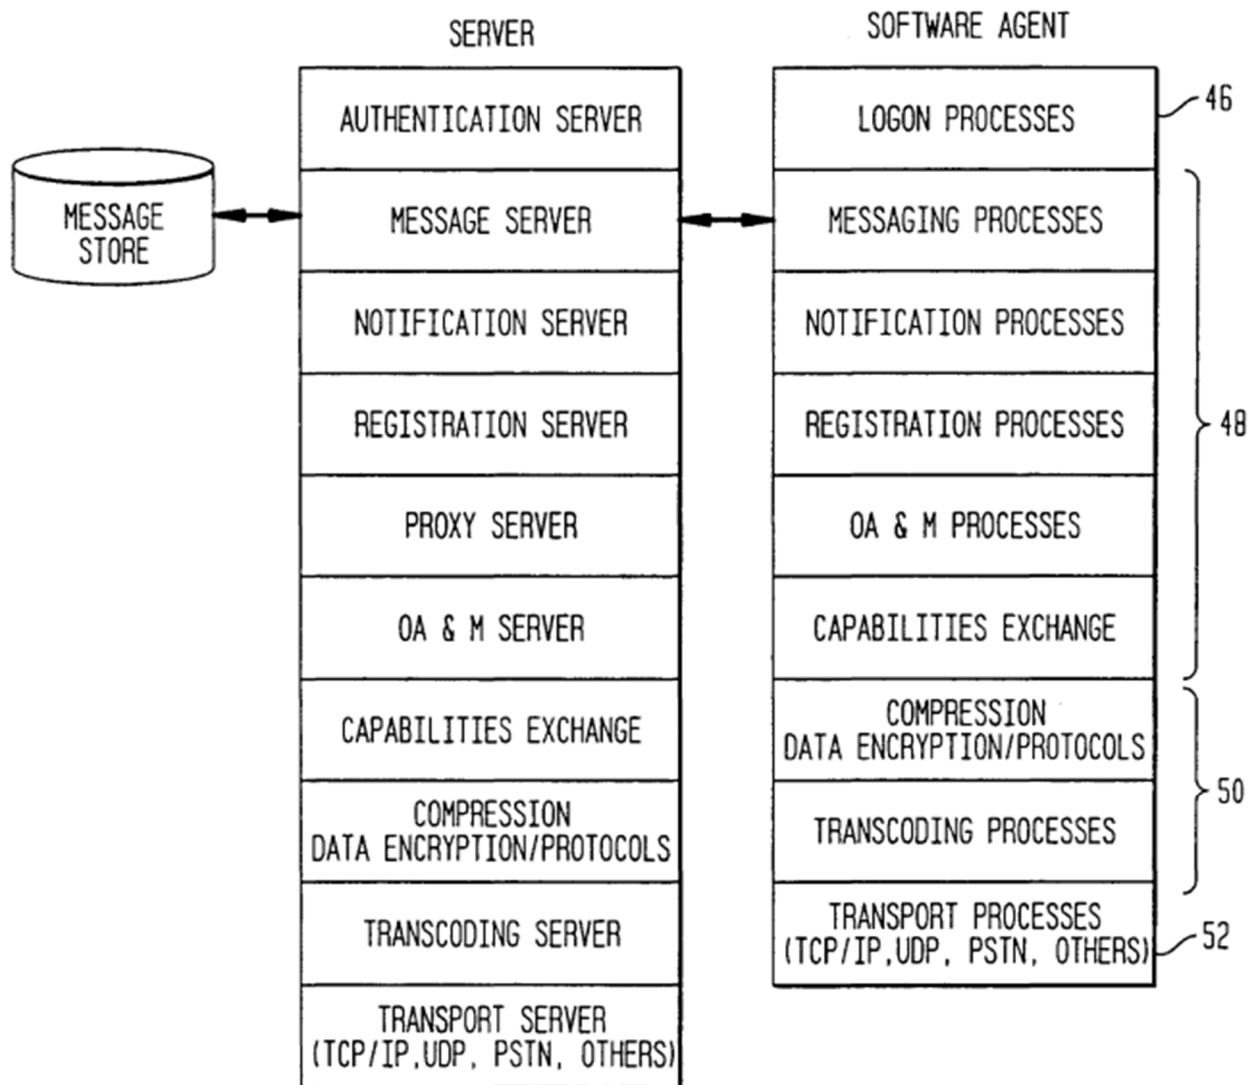 SERVER
AUTHENTICATION SERVER
MESSAGE
STORE
MESSAGE SERVER
NOTIFICATION SERVER
REGISTRATION SERVER
PROXY SERVER
OA & M SERVER
CAPABILITIES EXCHANGE
COMPRESSION
DATA ENCRYPTION/PROTOCOLS
TRANSCODING SERVER
TRANSPORT SERVER
(TCP/IP,UDP, PSTN, OTHERS)
SOFTWARE AGENT
LOGON PROCESSES
46
MESSAGING PROCESSES
NOTIFICATION PROCESSES
REGISTRATION PROCESSES
48
OA & M PROCESSES
CAPABILITIES EXCHANGE
COMPRESSION
DATA ENCRYPTION/PROTOCOLS
50
TRANSCODING PROCESSES
TRANSPORT PROCESSES
(TCP/IP,UDP, PSTN, OTHERS)
52